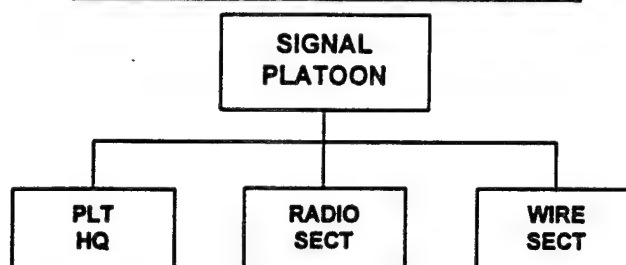 SIGNAL
PLATOON
PLT
HQ
RADIO
SECT
WIRE
SECT